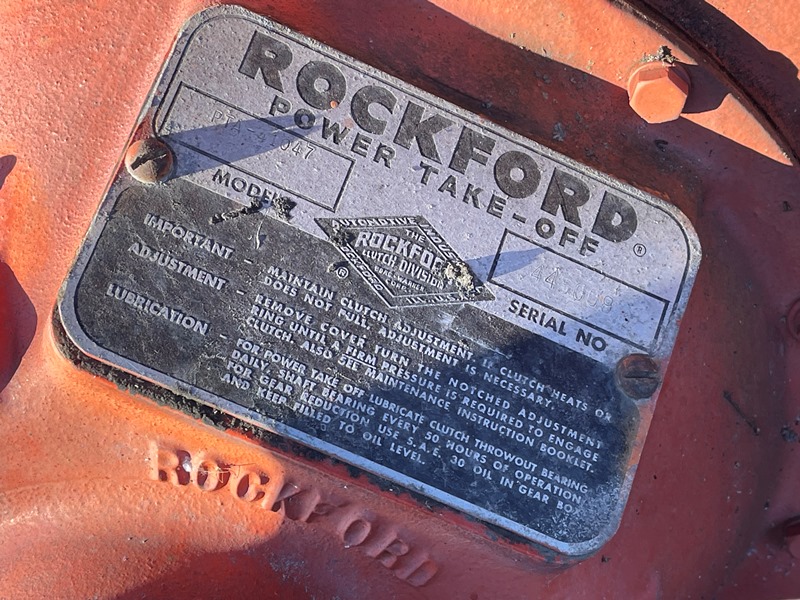 ROCKFORD®
POWER TAKE-OFF
MODEL
SERIAL NO
AUTOMOTIVE
THE
ROCKFORD
CLUTCH DIVISION
ROCKFORD
®
IMPORTANT - MAINTAIN CLUTCH ADJUSTMENT. IF CLUTCH HEATS OR
DOES NOT PULL, ADJUSTMENT IS NECESSARY.
ADJUSTMENT - REMOVE COVER, TURN THE NOTCHED ADJUSTMENT
RING UNTIL A FIRM PRESSURE IS REQUIRED TO ENGAGE
CLUTCH. ALSO SEE MAINTENANCE INSTRUCTION BOOKLET.
LUBRICATION - FOR POWER TAKE OFF LUBRICATE CLUTCH THROWOUT BEARING
DAILY. SHAFT BEARING EVERY 50 HOURS OF OPERATION
FOR GEAR REDUCTION USE S.A.E. 30 OIL IN GEAR BO
AND KEEP FILLED TO OIL LEVEL.
ROCKFORD